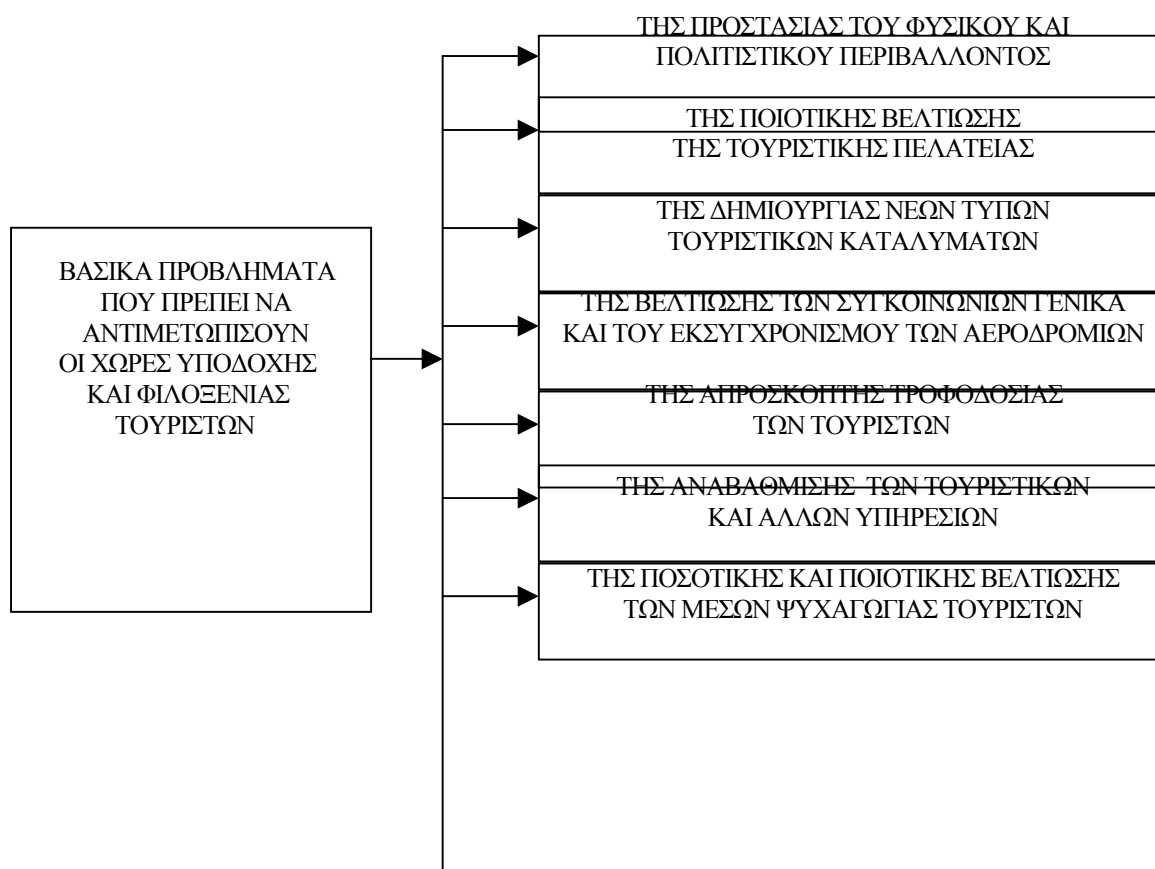 ΒΑΣΙΚΑ ΠΡΟΒΛΗΜΑΤΑ
ΠΟΥ ΠΡΕΠΕΙ ΝΑ
ΑΝΤΙΜΕΤΩΠΙΣΟΥΝ
ΟΙ ΧΩΡΕΣ ΥΠΟΔΟΧΗΣ
ΚΑΙ ΦΙΛΟΞΕΝΙΑΣ
ΤΟΥΡΙΣΤΩΝ
ΤΗΣ ΠΡΟΣΤΑΣΙΑΣ ΤΟΥ ΦΥΣΙΚΟΥ ΚΑΙ
ΠΟΛΙΤΙΣΤΙΚΟΥ ΠΕΡΙΒΑΛΛΟΝΤΟΣ
ΤΗΣ ΠΟΙΟΤΙΚΗΣ ΒΕΛΤΙΩΣΗΣ
ΤΗΣ ΤΟΥΡΙΣΤΙΚΗΣ ΠΕΛΑΤΕΙΑΣ
ΤΗΣ ΔΗΜΙΟΥΡΓΙΑΣ ΝΕΩΝ ΤΥΠΩΝ
ΤΟΥΡΙΣΤΙΚΩΝ ΚΑΤΑΛΥΜΑΤΩΝ
ΤΗΣ ΒΕΛΤΙΩΣΗΣ ΤΩΝ ΣΥΓΚΟΙΝΩΝΙΩΝ ΓΕΝΙΚΑ
ΚΑΙ ΤΟΥ ΕΚΣΥΓΧΡΟΝΙΣΜΟΥ ΤΩΝ ΑΕΡΟΔΡΟΜΙΩΝ
ΤΗΣ ΑΠΡΟΣΚΟΠΤΗΣ ΤΡΟΦΟΔΟΣΙΑΣ
ΤΩΝ ΤΟΥΡΙΣΤΩΝ
ΤΗΣ ΑΝΑΒΑΘΜΙΣΗΣ ΤΩΝ ΤΟΥΡΙΣΤΙΚΩΝ
ΚΑΙ ΑΛΛΩΝ ΥΠΗΡΕΣΙΩΝ
ΤΗΣ ΠΟΣΟΤΙΚΗΣ ΚΑΙ ΠΟΙΟΤΙΚΗΣ ΒΕΛΤΙΩΣΗΣ
ΤΩΝ ΜΕΣΩΝ ΨΥΧΑΓΩΓΙΑΣ ΤΟΥΡΙΣΤΩΝ